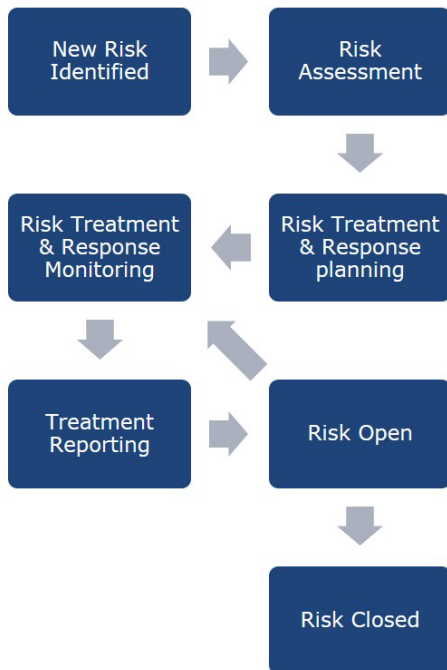 New Risk
Identified
Risk
Assessment
Risk Treatment
& Response
Monitoring
Risk Treatment
& Response
planning
Treatment
Reporting
Risk Open
Risk Closed